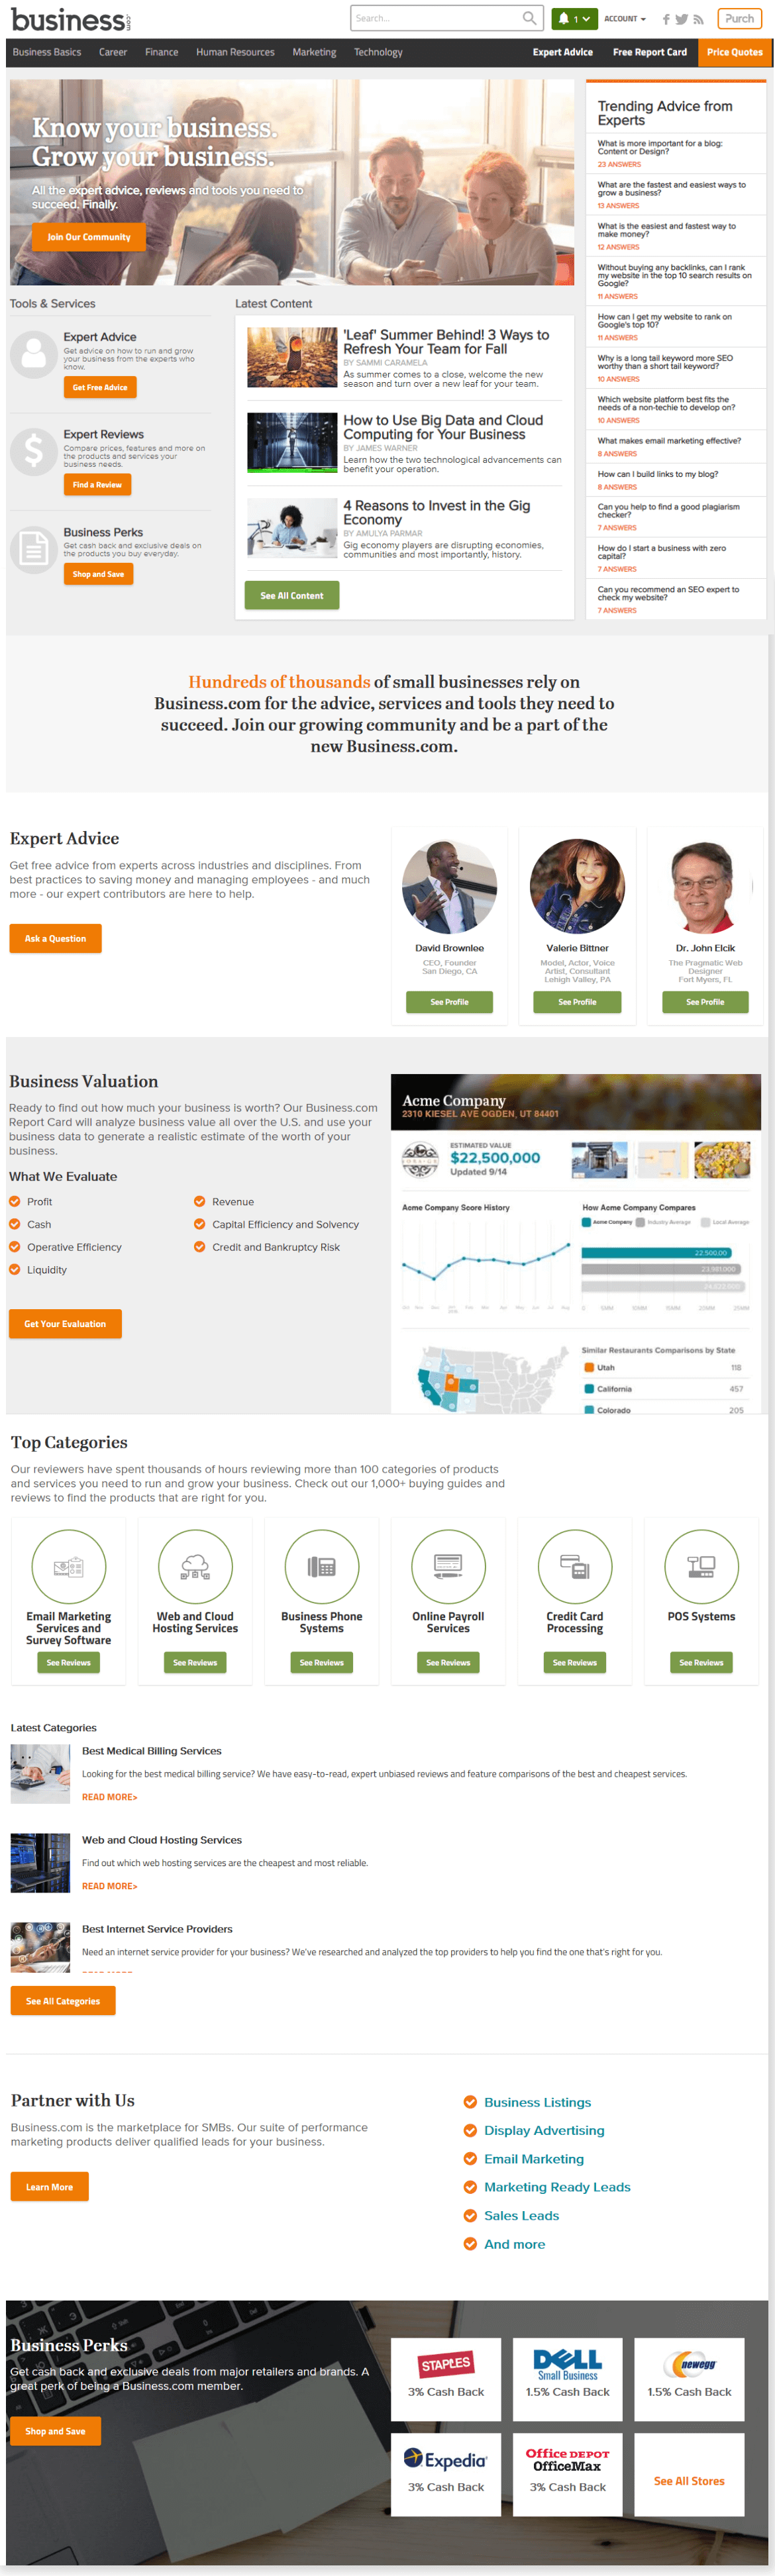 business.com
Search...
1
ACCOUNT
Purch
Business Basics Career Finance Human Resources Marketing Technology Expert Advice Free Report Card Price Quotes
Know your business.
Grow your business.
All the expert advice, reviews and tools you need to
succeed. Finally.
Join Our Community
Trending Advice from
Experts
What is more important for a blog:
Content or Design?
23 ANSWERS
What are the fastest and easiest ways to
grow a business?
13 ANSWERS
What is the easiest and fastest way to
make money?
12 ANSWERS
Without buying any backlinks, can I rank
my website in the top 10 search results on
Google?
11 ANSWERS
How can I get my website to rank on
Google's top 10?
11 ANSWERS
Why is a long tail keyword more SEO
worthy than a short tail keyword?
10 ANSWERS
Which website platform best fits the
needs of a non-techie to develop on?
10 ANSWERS
What makes email marketing effective?
8 ANSWERS
How can I build links to my blog?
8 ANSWERS
Can you help to find a good plagiarism
checker?
7 ANSWERS
How do I start a business with zero
capital?
7 ANSWERS
Can you recommend an SEO expert to
check my website?
7 ANSWERS
Tools & Services
Expert Advice
Get advice on how to run and grow
your business from the experts who
know.
Get Free Advice
Expert Reviews
Compare prices, features and more on
the products and services your
business needs.
Find a Review
Business Perks
Get cash back and exclusive deals on
the products you buy everyday.
Shop and Save
Latest Content
'Leaf' Summer Behind! 3 Ways to
Refresh Your Team for Fall
BY SAMMI CARAMELA
As summer comes to a close, welcome the new
season and turn over a new leaf for your team.
How to Use Big Data and Cloud
Computing for Your Business
BY JAMES WARNER
Learn how the two technological advancements can
benefit your operation.
4 Reasons to Invest in the Gig
Economy
BY AMULYA PARMAR
Gig economy players are disrupting economies,
communities and most importantly, history.
See All Content
Hundreds of thousands of small businesses rely on
Business.com for the advice, services and tools they need to
succeed. Join our growing community and be a part of the
new Business.com.
Expert Advice
Get free advice from experts across industries and disciplines. From
best practices to saving money and managing employees - and much
more - our expert contributors are here to help.
Ask a Question
David Brownlee
CEO, Founder
San Diego, CA
See Profile
Valerie Bittner
Model, Actor, Voice
Artist, Consultant
Lehigh Valley, PA
See Profile
Dr. John Elcik
The Pragmatic Web
Designer
Fort Myers, FL
See Profile
Business Valuation
Ready to find out how much your business is worth? Our Business.com
Report Card will analyze business value all over the U.S. and use your
business data to generate a realistic estimate of the worth of your
business.
What We Evaluate
Profit
Revenue
Cash
Capital Efficiency and Solvency
Operative Efficiency
Credit and Bankruptcy Risk
Liquidity
Get Your Evaluation
Acme Company
2310 KIESEL AVE OGDEN, UT 84401
ESTIMATED VALUE
$22,500,000
Updated 9/14
Acme Company Score History
How Acme Company Compares
Acme Company Industry Average Local Average
22,500,00
23,981,000
Similar Restaurants Comparisons by State
Utah 118
California 457
Colorado 205
Top Categories
Our reviewers have spent thousands of hours reviewing more than 100 categories of products
and services you need to run and grow your business. Check out our 1,000+ buying guides and
reviews to find the products that are right for you.
Email Marketing
Services and
Survey Software
See Reviews
Web and Cloud
Hosting Services
See Reviews
Business Phone
Systems
See Reviews
Online Payroll
Services
See Reviews
Credit Card
Processing
See Reviews
POS Systems
See Reviews
Latest Categories
Best Medical Billing Services
Looking for the best medical billing service? We have easy-to-read, expert unbiased reviews and feature comparisons of the best and cheapest services.
READ MORE>
Web and Cloud Hosting Services
Find out which web hosting services are the cheapest and most reliable.
READ MORE>
Best Internet Service Providers
Need an internet service provider for your business? We've researched and analyzed the top providers to help you find the one that's right for you.
See All Categories
Partner with Us
Business.com is the marketplace for SMBs. Our suite of performance
marketing products deliver qualified leads for your business.
Learn More
Business Listings
Display Advertising
Email Marketing
Marketing Ready Leads
Sales Leads
And more
Business Perks
Get cash back and exclusive deals from major retailers and brands. A
great perk of being a Business.com member.
Shop and Save
STAPLES
3% Cash Back
DELL
Small Business
1.5% Cash Back
newegg
1.5% Cash Back
Expedia
3% Cash Back
Office DEPOT
OfficeMax
3% Cash Back
See All Stores